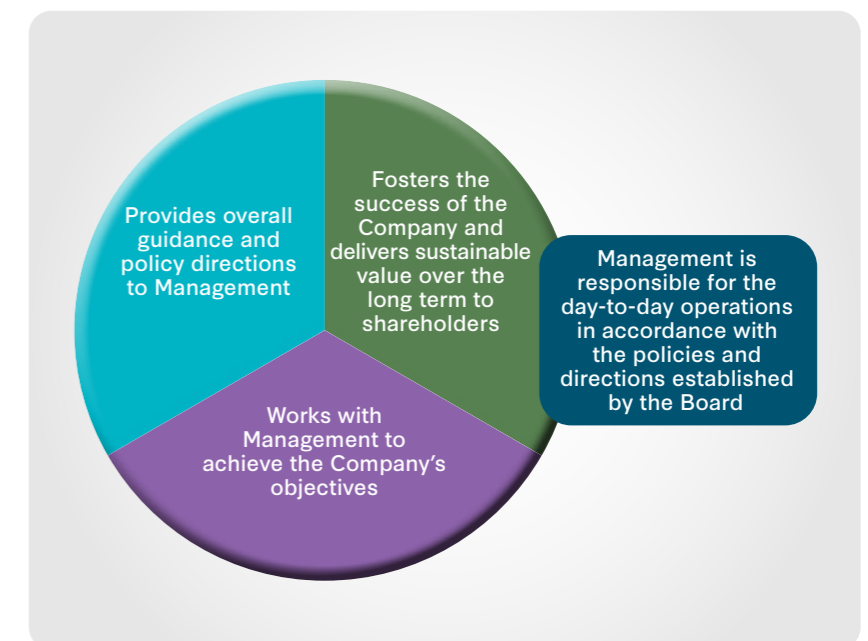 Provides overall
guidance and
policy directions
to Management
Fosters the
success of the
Company and
delivers sustainable
value over the
long term to
shareholders
Works with
Management to
achieve the Company's
objectives
Management is
responsible for the
day-to-day operations
in accordance with
the policies and
directions established
by the Board